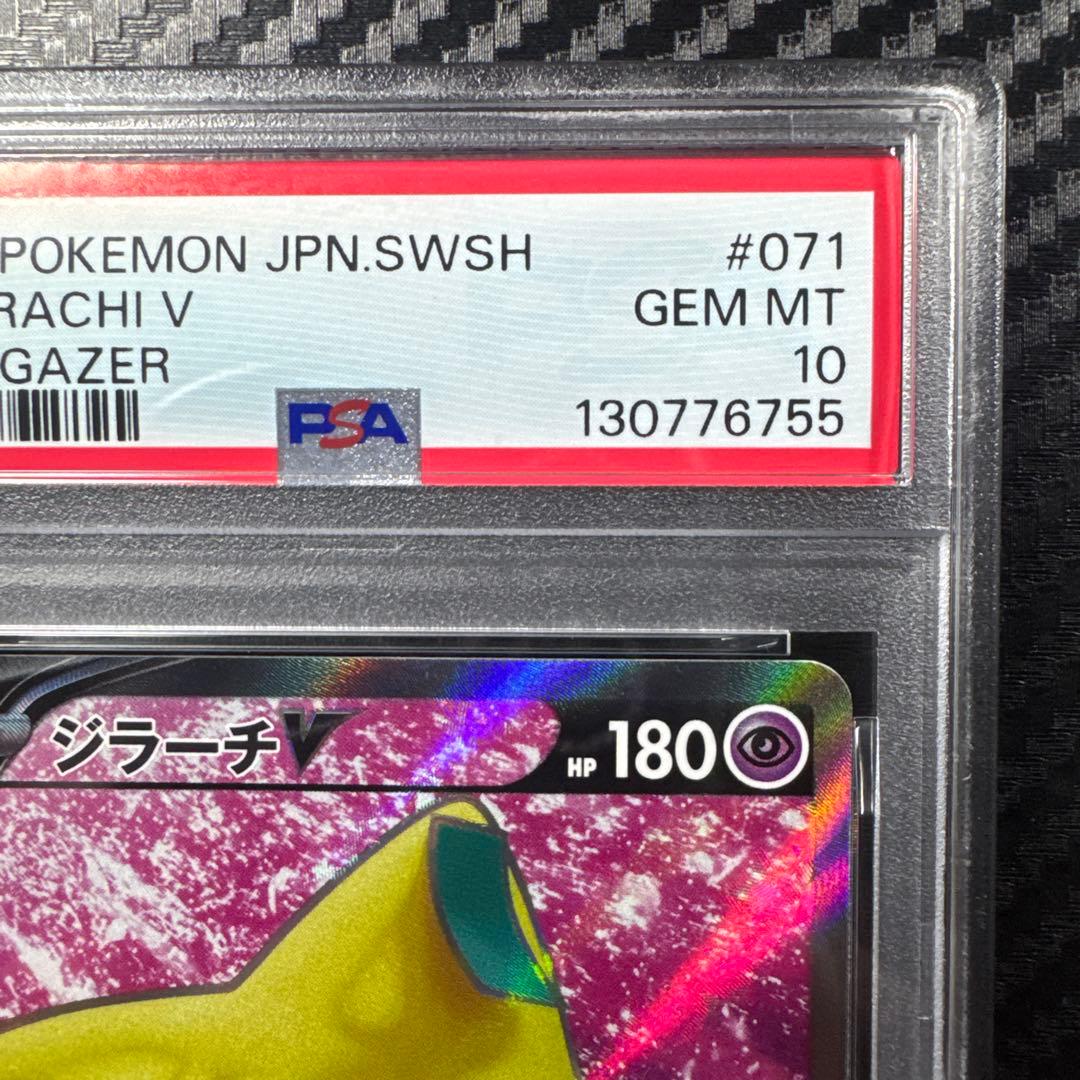 POKEMON JPN.SWSH #071
RACHI V GEM MT
GAZER 10
PSA 130776755
ジラーチV HP 180